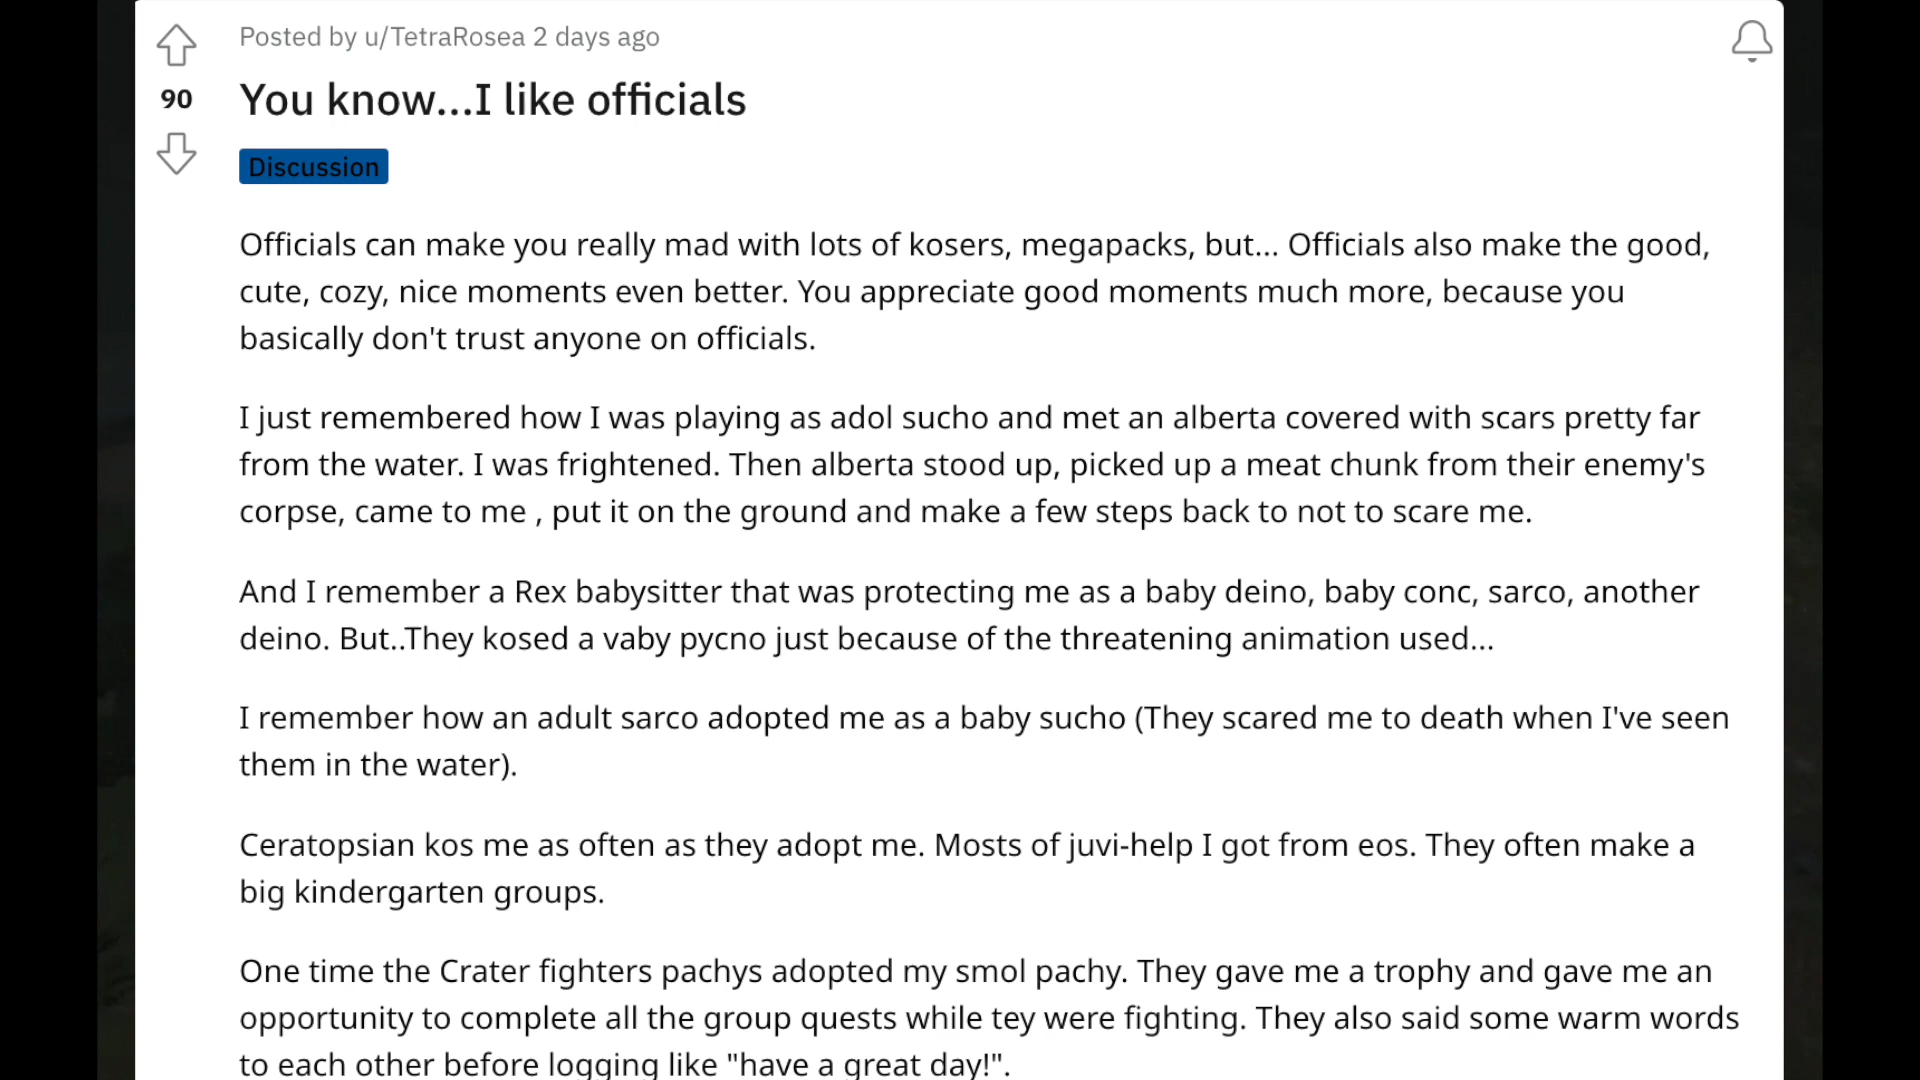 Posted by u/TetraRosea 2 days ago
90
You know...I like officials
Discussion
Officials can make you really mad with lots of kosers, megapacks, but... Officials also make the good,
cute, cozy, nice moments even better. You appreciate good moments much more, because you
basically don't trust anyone on officials.
I just remembered how I was playing as adol sucho and met an alberta covered with scars pretty far
from the water. I was frightened. Then alberta stood up, picked up a meat chunk from their enemy's
corpse, came to me , put it on the ground and make a few steps back to not to scare me.
And I remember a Rex babysitter that was protecting me as a baby deino, baby conc, sarco, another
deino. But..They kosed a vaby pycno just because of the threatening animation used...
I remember how an adult sarco adopted me as a baby sucho (They scared me to death when I've seen
them in the water).
Ceratopsian kos me as often as they adopt me. Mosts of juvi-help I got from eos. They often make a
big kindergarten groups.
One time the Crater fighters pachys adopted my smol pachy. They gave me a trophy and gave me an
opportunity to complete all the group quests while tey were fighting. They also said some warm words
to each other before logging like "have a great day!".